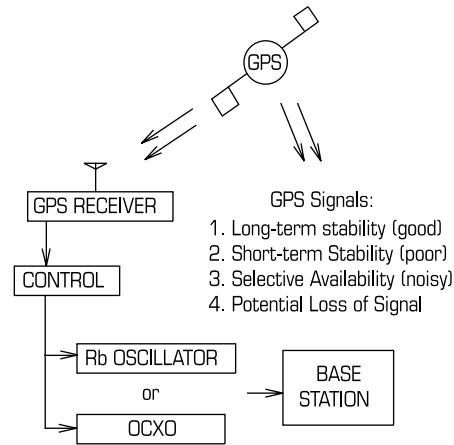 GPS
GPS RECEIVER
GPS Signals:
1. Long-term stability (good)
2. Short-term Stability (poor)
3. Selective Availability (noisy)
4. Potential Loss of Signal
CONTROL
Rb OSCILLATOR
or
OCXO
BASE
STATION